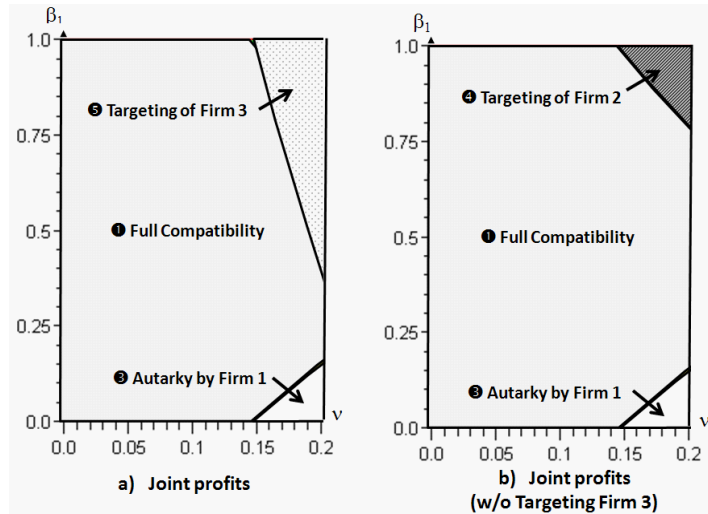 β₁
1.0
❺ Targeting of Firm 3
0.75
0.5
❶ Full Compatibility
0.25
❸ Autarky by Firm 1
0.0
ν
0.0 0.05 0.1 0.15 0.2
a) Joint profits
β₁
1.0
❹ Targeting of Firm 2
0.75
0.5
❶ Full Compatibility
0.25
❸ Autarky by Firm 1
0.0
ν
0.0 0.05 0.1 0.15 0.2
b) Joint profits
(w/o Targeting Firm 3)